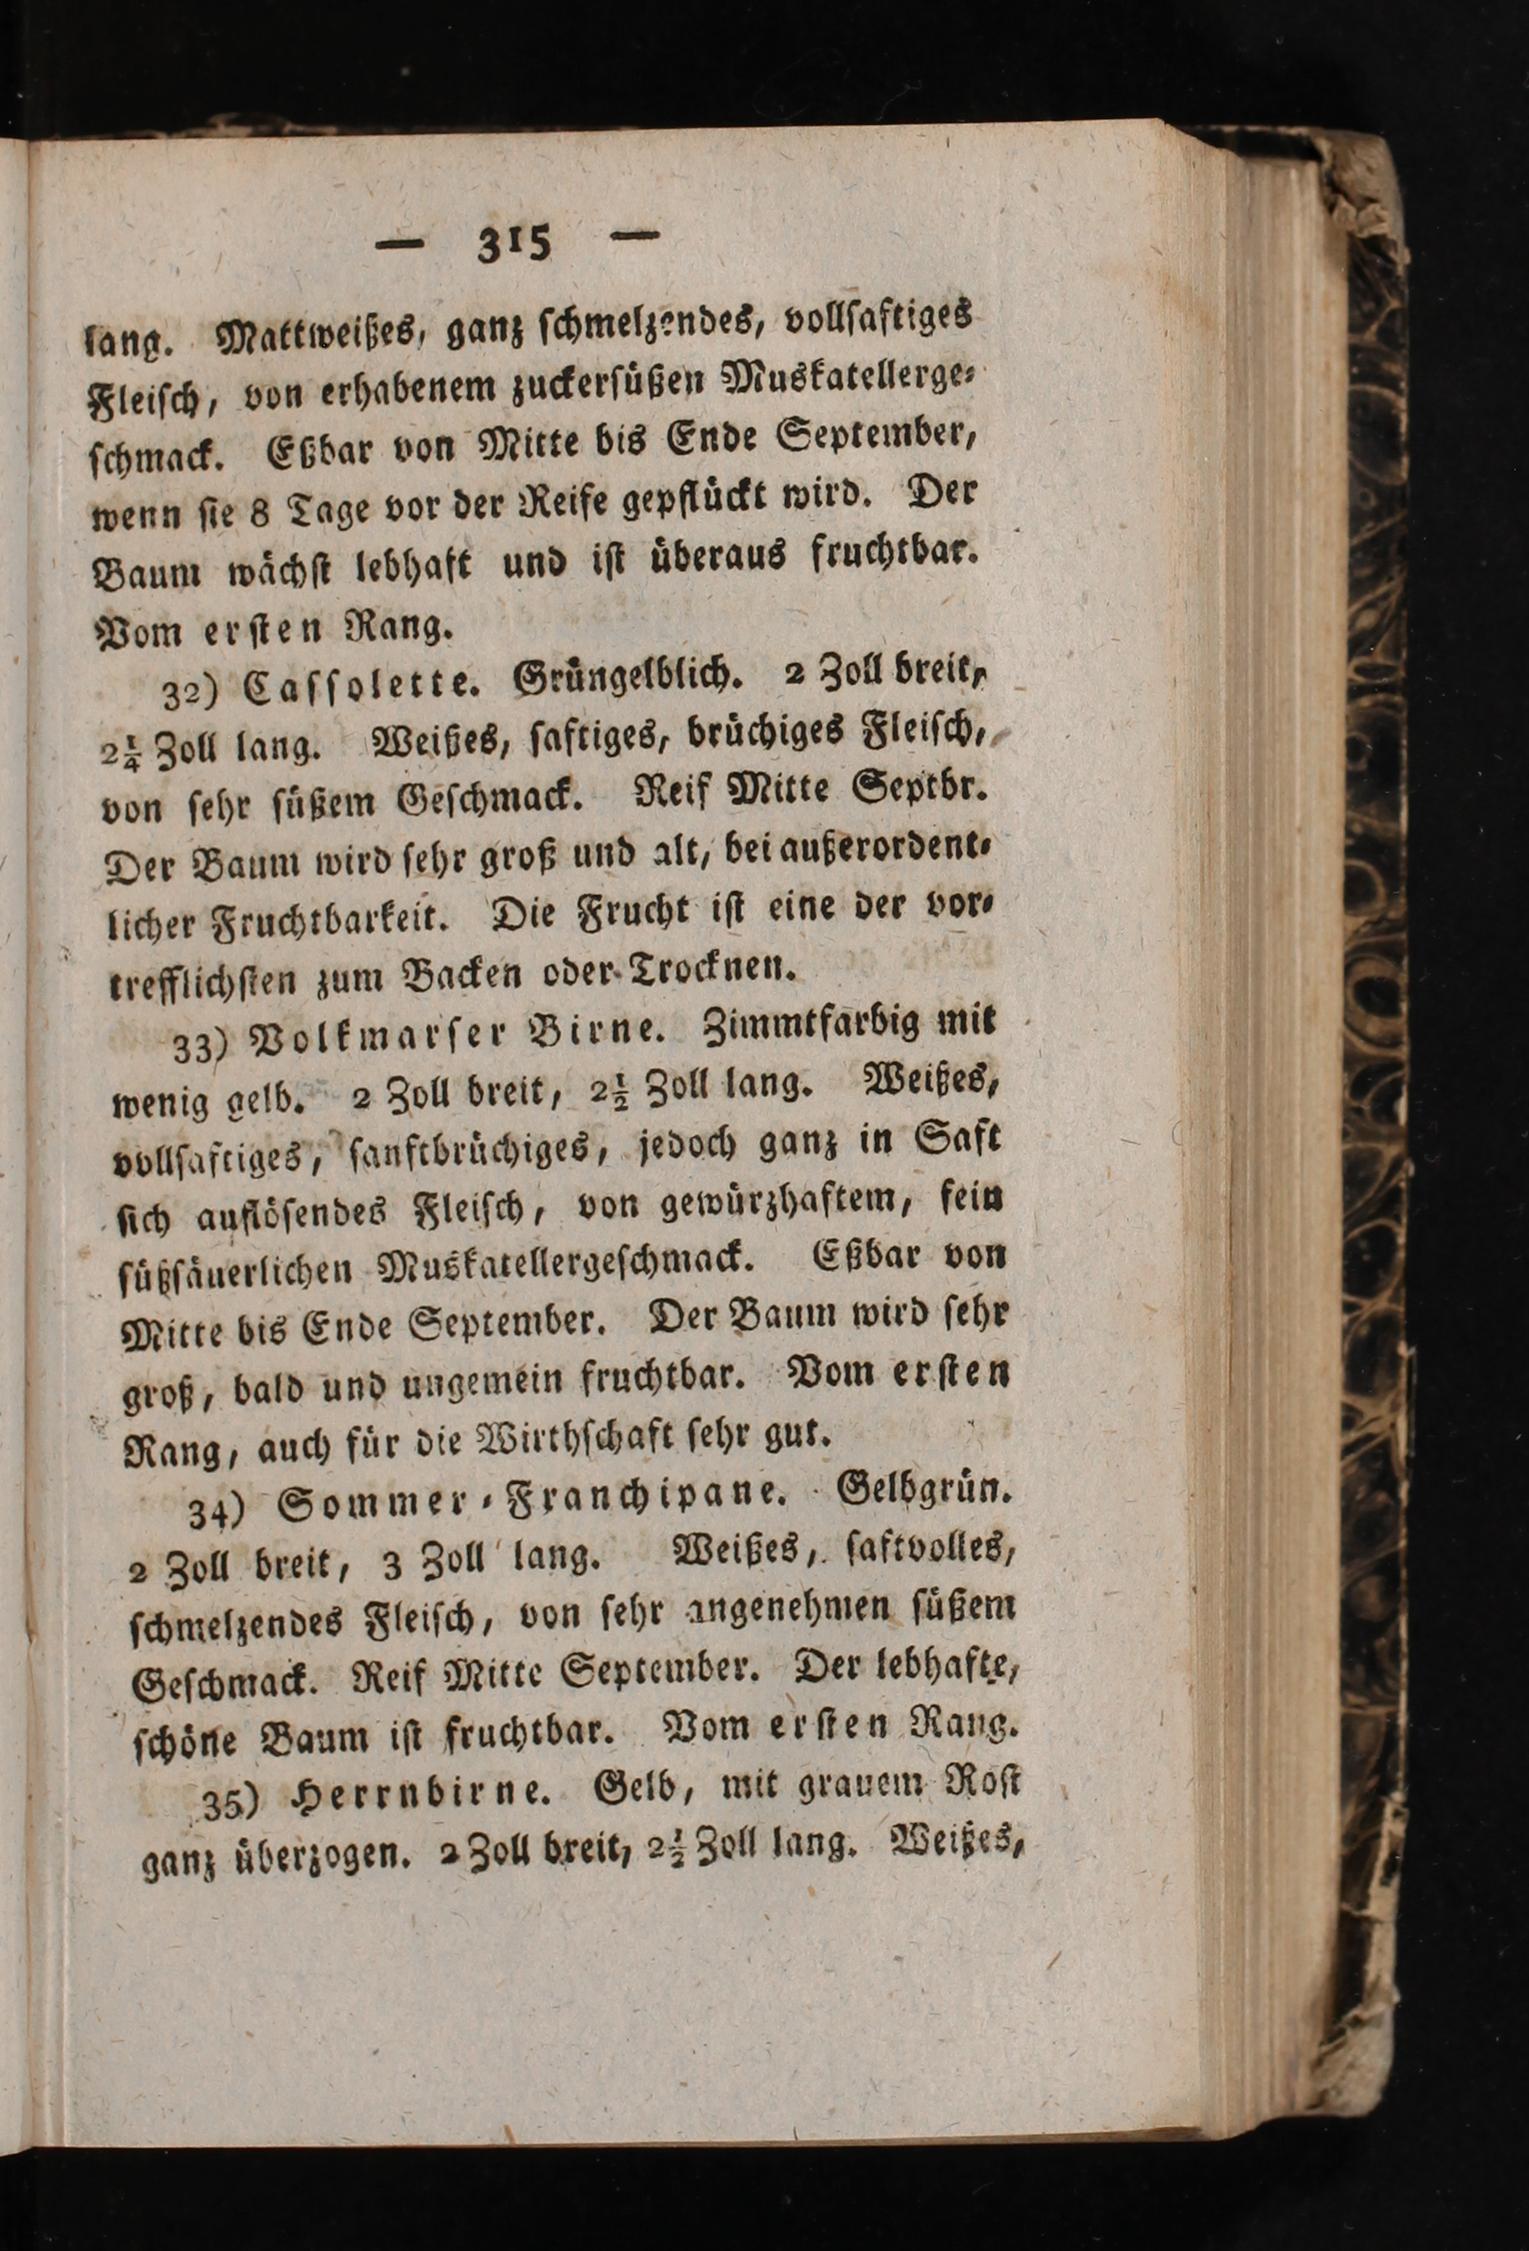 — 315 —
lang. Mattweißes, ganz ſchmelzendes, vollſaftiges
Fleiſch, von erhabenem zuckerſüßen Muskatellerge⸗
ſchmack. Eßbar von Mitte bis Ende September,
wenn ſie 8 Tage vor der Reife gepflückt wird. Der
Baum wächſt lebhaft und iſt überaus fruchtbar.
Vom erſten Rang.
32) Caſſolette. Grüngelblich. 2 Zoll breit,
2¼ Zoll lang. Weißes, ſaftiges, brüchiges Fleiſch,
von ſehr ſüßem Geſchmack. Reif Mitte Septbr.
Der Baum wird ſehr groß und alt, bei außerordent⸗
licher Fruchtbarkeit. Die Frucht iſt eine der vor⸗
trefflichſten zum Backen oder Trocknen.
33) Volkmarſer Birne. Zimmtfarbig mit
wenig gelb. 2 Zoll breit, 2½ Zoll lang. Weißes,
vollſaftiges, ſanftbrüchiges, jedoch ganz in Saft
ſich auflöſendes Fleiſch, von gewürzhaftem, fein
ſüßſäuerlichen Muskatellergeſchmack. Eßbar von
Mitte bis Ende September. Der Baum wird ſehr
groß, bald und ungemein fruchtbar. Vom erſten
Rang, auch für die Wirthſchaft ſehr gut.
34) Sommer⸗Franchipane. Gelbgrün.
2 Zoll breit, 3 Zoll lang. Weißes, ſaftvolles,
ſchmelzendes Fleiſch, von ſehr angenehmen ſüßem
Geſchmack. Reif Mitte September. Der lebhafte,
ſchöne Baum iſt fruchtbar. Vom erſten Rang.
35) Herrnbirne. Gelb, mit grauem Roſt
ganz überzogen. 2 Zoll breit, 2½ Zoll lang. Weißes,